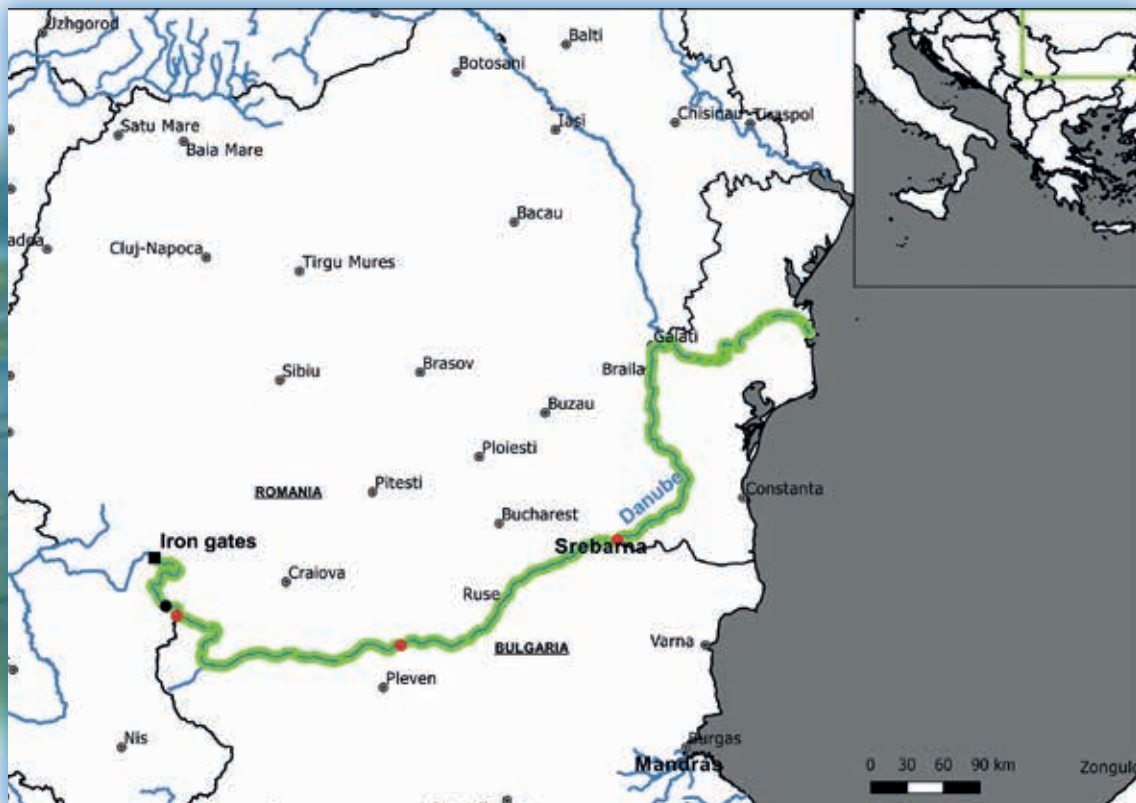 Uzhgorod
Balti
Botosani
Satu Mare
Iasi
Chisinau
Tiraspol
Baia Mare
Bacau
adea
Cluj-Napoca
Tirgu Mures
Galati
Sibiu
Brasov
Braila
Buzau
Ploiesti
ROMANIA
Pitesti
Danube
Constanta
Bucharest
Iron gates
Srebarna
Craiova
Ruse
BULGARIA
Varna
Pleven
Nis
Burgas
Mandras
0 30 60 90 km
Zongulc